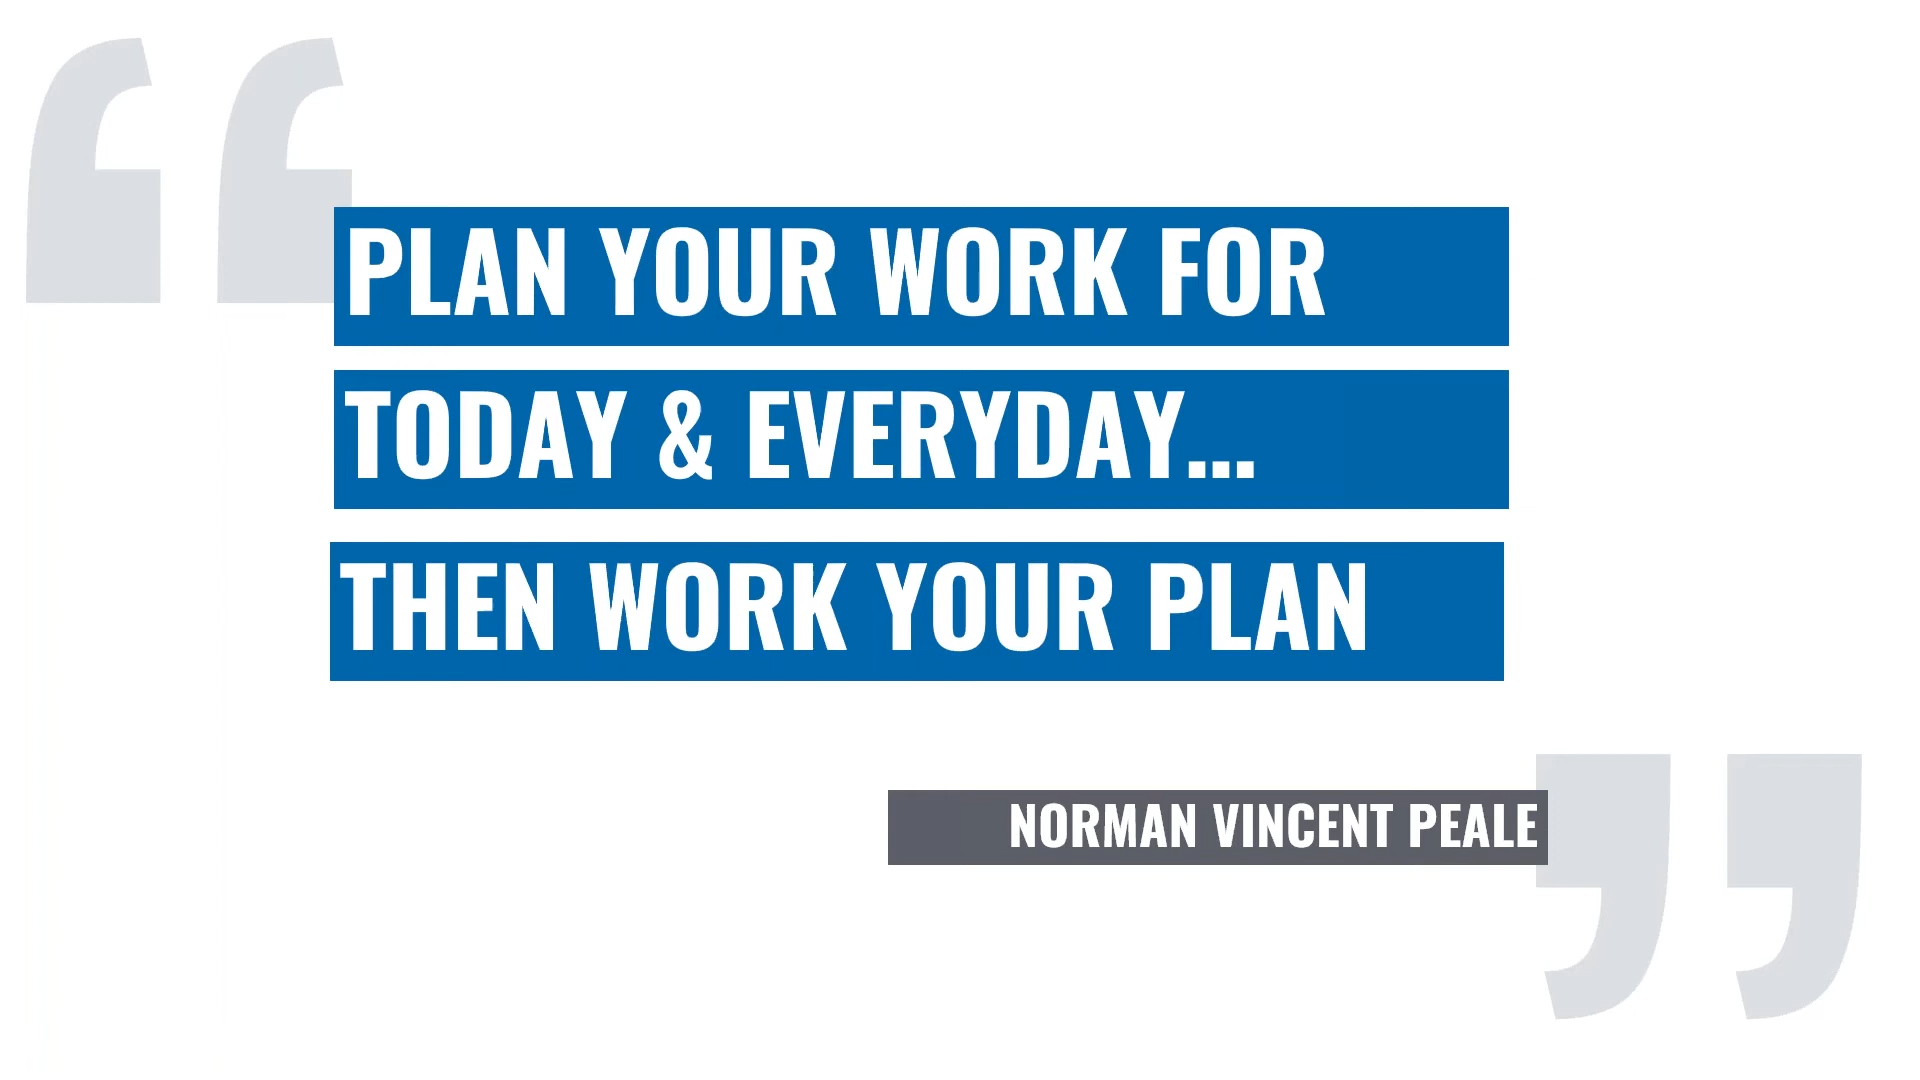 PLAN YOUR WORK FOR
TODAY & EVERYDAY...
THEN WORK YOUR PLAN
NORMAN VINCENT PEALE